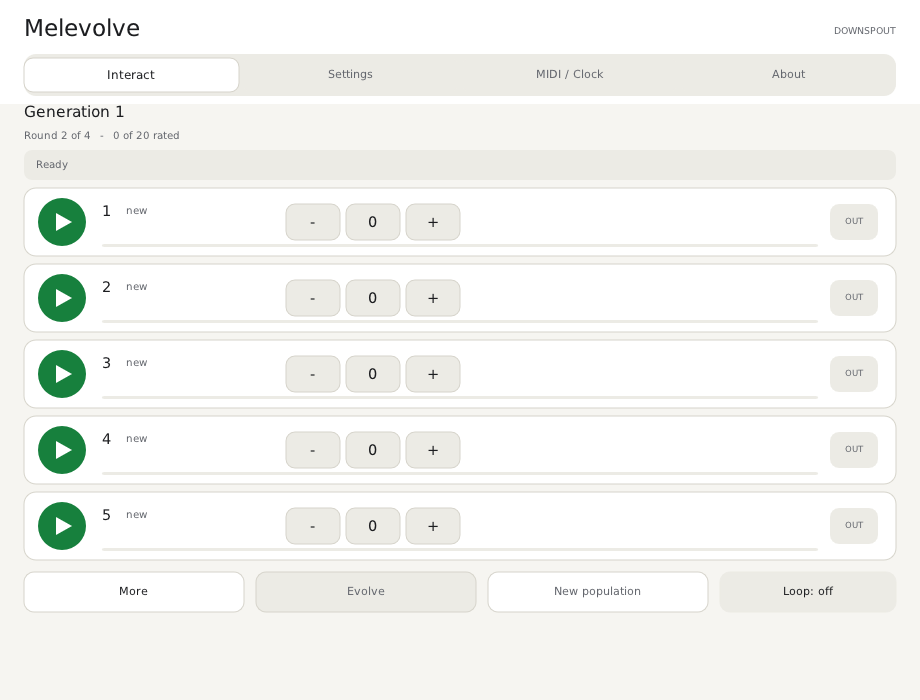 Melevolve
DOWNSPOUT
Interact
Settings
MIDI / Clock
About
Generation 1
Round 2 of 4 - 0 of 20 rated
Ready
1 new - 0 + OUT
2 new - 0 + OUT
3 new - 0 + OUT
4 new - 0 + OUT
5 new - 0 + OUT
More
Evolve
New population
Loop: off